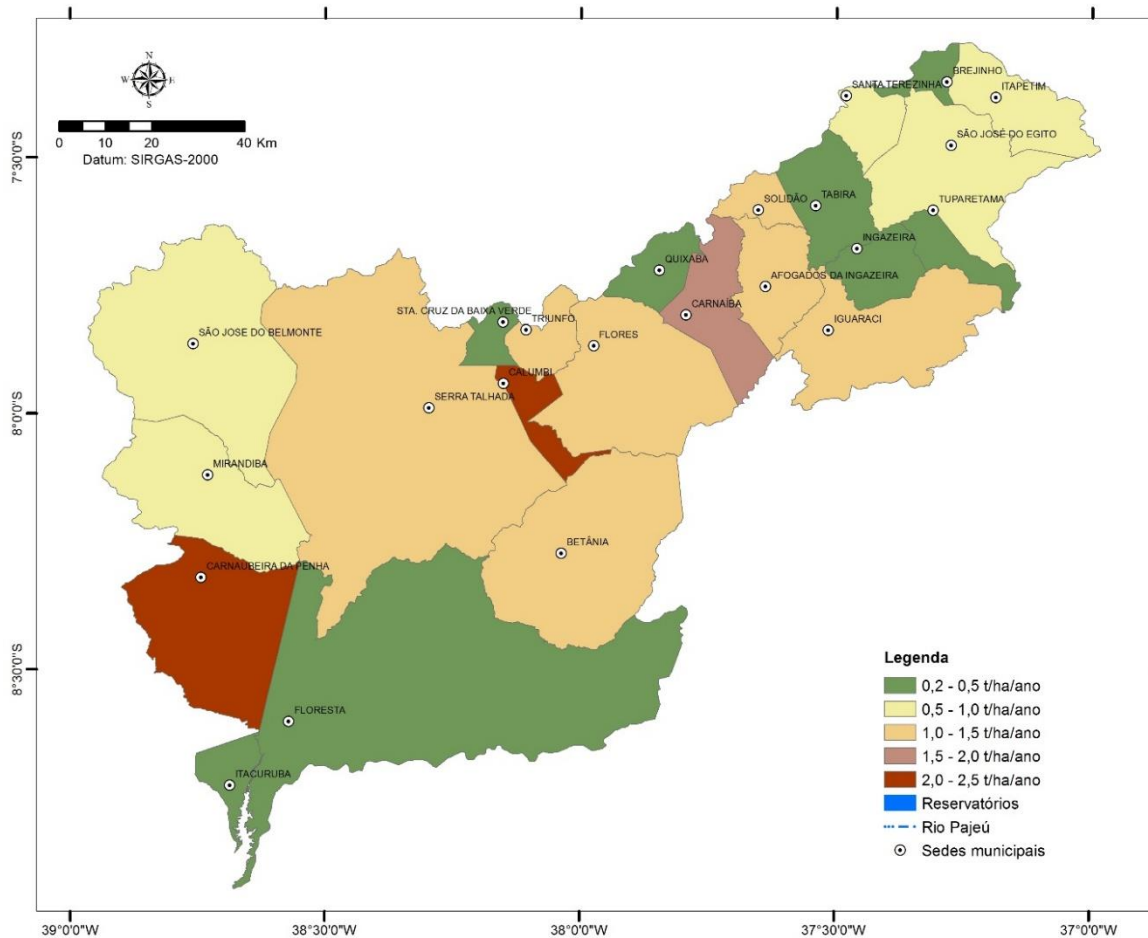 N
W E
S
0 10 20 40 Km
Datum: SIRGAS-2000
7°30'0"S
8°0'0"S
8°30'0"S
BREJINHO
SANTA TEREZINHA
ITAPETIM
SÃO JOSÉ DO EGITO
TABIRA
SOLIDÃO
TUPARETAMA
INGAZEIRA
QUIXABA
AFOGADOS DA INGAZEIRA
CARNAÍBA
IGUARACI
STA. CRUZ DA BAIXA VERDE
TRIUNFO
SÃO JOSE DO BELMONTE
FLORES
CALUMBI
SERRA TALHADA
MIRANDIBA
BETÂNIA
CARNAUBEIRA DA PENHA
FLORESTA
ITACURUBA
Legenda
0,2 - 0,5 t/ha/ano
0,5 - 1,0 t/ha/ano
1,0 - 1,5 t/ha/ano
1,5 - 2,0 t/ha/ano
2,0 - 2,5 t/ha/ano
Reservatórios
Rio Pajeú
Sedes municipais
39°0'0"W 38°30'0"W 38°0'0"W 37°30'0"W 37°0'0"W